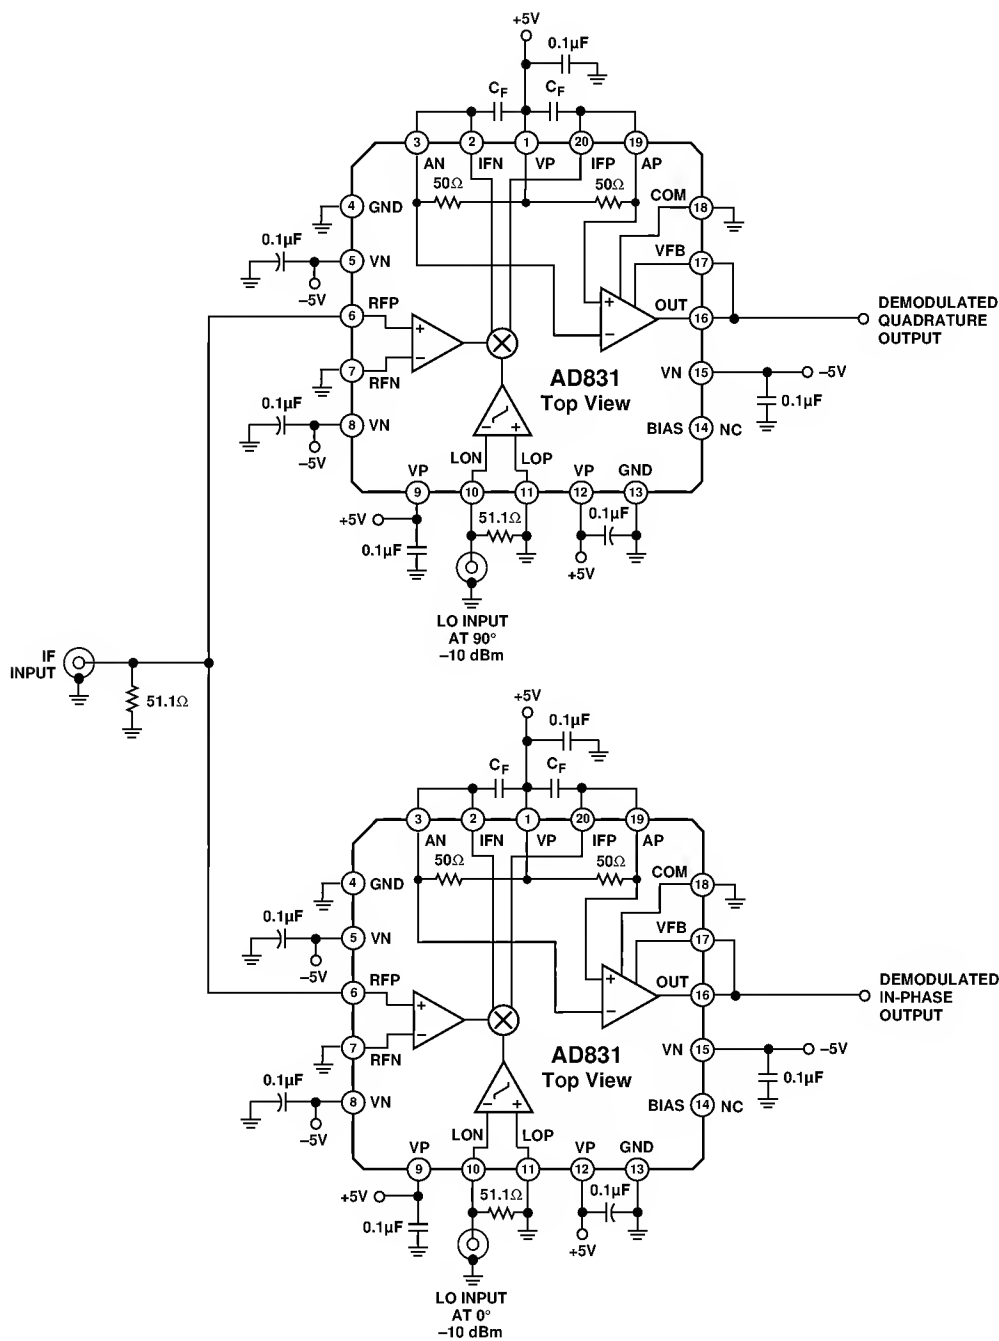 +5V
0.1µF
CF CF
3 2 1 20 19
AN IFN VP IFP AP
50Ω 50Ω
COM 18
4 GND
0.1µF
VFB
17
5 VN
–5V
6 RFP
OUT
16
DEMODULATED
QUADRATURE
OUTPUT
+ –
+ –
7
RFN
AD831
Top View
VN 15 –5V
0.1µF
0.1µF
8 VN
–5V
BIAS 14 NC
– +
LON LOP
VP GND
9 10 11 12 13
+5V 51.1Ω 0.1µF
0.1µF
+5V
LO INPUT
AT 90°
–10 dBm
IF
INPUT
51.1Ω
+5V
0.1µF
CF CF
3 2 1 20 19
AN IFN VP IFP AP
50Ω 50Ω
COM 18
4 GND
0.1µF
VFB
17
5 VN
–5V
6 RFP
OUT
16
DEMODULATED
IN-PHASE
OUTPUT
+ –
+ –
7
RFN
AD831
Top View
VN 15 –5V
0.1µF
0.1µF
8 VN
–5V
BIAS 14 NC
– +
LON LOP
VP GND
9 10 11 12 13
+5V 51.1Ω 0.1µF
0.1µF
+5V
LO INPUT
AT 0°
–10 dBm